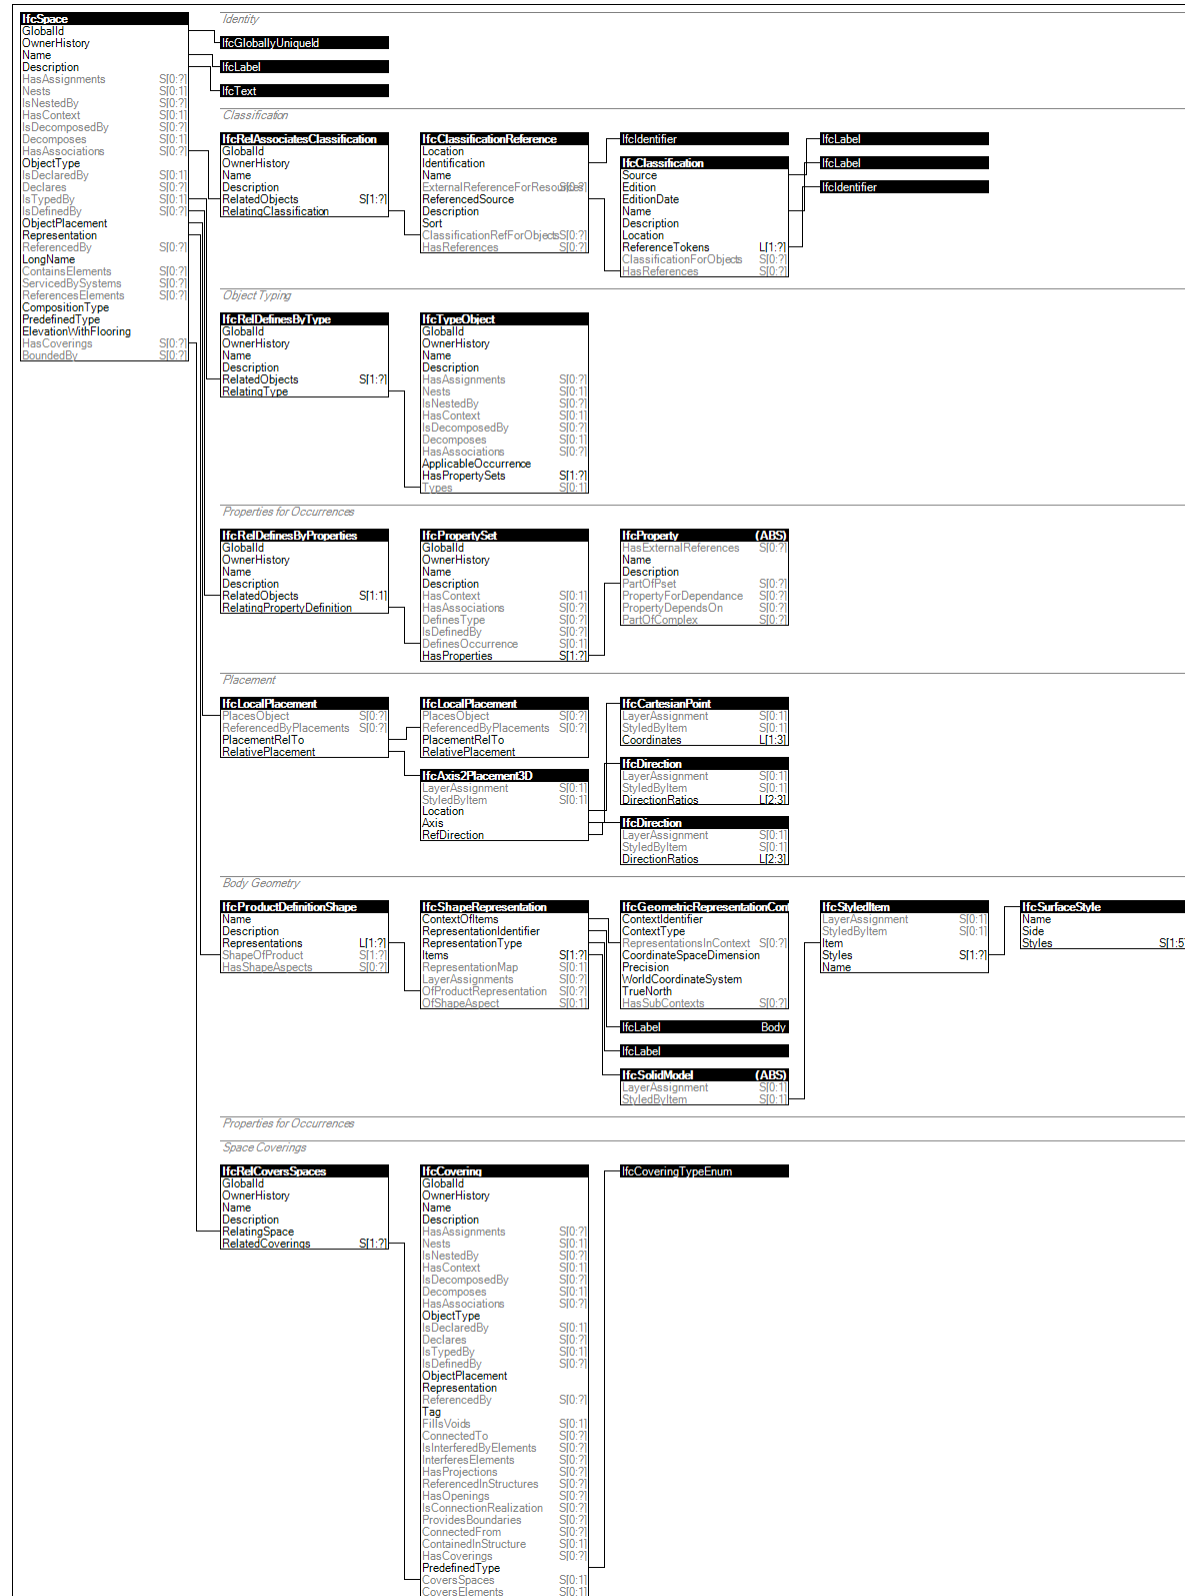 IfcSpace
GlobalId
OwnerHistory
Name
Description
HasAssignments S[0:?]
Nests S[0:1]
IsNestedBy S[0:?]
HasContext S[0:1]
IsDecomposedBy S[0:?]
Decomposes S[0:1]
HasAssociations S[0:?]
ObjectType
IsDeclaredBy S[0:1]
Declares S[0:?]
IsTypedBy S[0:1]
IsDefinedBy S[0:?]
ObjectPlacement
Representation
ReferencedBy S[0:?]
LongName
ContainsElements S[0:?]
ServicedBySystems S[0:?]
ReferencesElements S[0:?]
CompositionType
PredefinedType
ElevationWithFlooring
HasCoverings S[0:?]
BoundedBy S[0:?]
Identity
IfcGloballyUniqueId
IfcLabel
IfcText
Classification
IfcRelAssociatesClassification
GlobalId
OwnerHistory
Name
Description
RelatedObjects S[1:?]
RelatingClassification
IfcClassificationReference
Location
Identification
Name
ExternalReferenceForResources S[0:?]
ReferencedSource
Description
Sort
ClassificationRefForObjects S[0:?]
HasReferences S[0:?]
IfcIdentifier
IfcClassification
Source
Edition
EditionDate
Name
Description
Location
ReferenceTokens L[1:?]
ClassificationForObjects S[0:?]
HasReferences S[0:?]
IfcLabel
IfcLabel
IfcIdentifier
Object Typing
IfcRelDefinesByType
GlobalId
OwnerHistory
Name
Description
RelatedObjects S[1:?]
RelatingType
IfcTypeObject
GlobalId
OwnerHistory
Name
Description
HasAssignments S[0:?]
Nests S[0:1]
IsNestedBy S[0:?]
HasContext S[0:1]
IsDecomposedBy S[0:?]
Decomposes S[0:1]
HasAssociations S[0:?]
ApplicableOccurrence
HasPropertySets S[1:?]
Types S[0:1]
Properties for Occurrences
IfcRelDefinesByProperties
GlobalId
OwnerHistory
Name
Description
RelatedObjects S[1:1]
RelatingPropertyDefinition
IfcPropertySet
GlobalId
OwnerHistory
Name
Description
HasContext S[0:1]
HasAssociations S[0:?]
DefinesType S[0:?]
IsDefinedBy S[0:?]
DefinesOccurrence S[0:1]
HasProperties S[1:?]
IfcProperty (ABS)
HasExternalReferences S[0:?]
Name
Description
PartOfPset S[0:?]
PropertyForDependance S[0:?]
PropertyDependsOn S[0:?]
PartOfComplex S[0:?]
Placement
IfcLocalPlacement
PlacesObject S[0:?]
ReferencedByPlacements S[0:?]
PlacementRelTo
RelativePlacement
IfcLocalPlacement
PlacesObject S[0:?]
ReferencedByPlacements S[0:?]
PlacementRelTo
RelativePlacement
IfcAxis2Placement3D
LayerAssignment S[0:1]
StyledByItem S[0:1]
Location
Axis
RefDirection
IfcCartesianPoint
LayerAssignment S[0:1]
StyledByItem S[0:1]
Coordinates L[1:3]
IfcDirection
LayerAssignment S[0:1]
StyledByItem S[0:1]
DirectionRatios L[2:3]
IfcDirection
LayerAssignment S[0:1]
StyledByItem S[0:1]
DirectionRatios L[2:3]
Body Geometry
IfcProductDefinitionShape
Name
Description
Representations L[1:?]
ShapeOfProduct S[1:?]
HasShapeAspects S[0:?]
IfcShapeRepresentation
ContextOfItems
RepresentationIdentifier
RepresentationType
Items S[1:?]
RepresentationMap S[0:1]
LayerAssignments S[0:?]
OfProductRepresentation S[0:1]
OfShapeAspect S[0:1]
IfcGeometricRepresentationCon
ContextIdentifier
ContextType
RepresentationsInContext S[0:?]
CoordinateSpaceDimension
Precision
WorldCoordinateSystem
TrueNorth
HasSubContexts S[0:?]
IfcLabel Body
IfcLabel
IfcSolidModel (ABS)
LayerAssignment S[0:1]
StyledByItem S[0:1]
IfcStyledItem
LayerAssignment S[0:1]
StyledByItem S[0:1]
Item
Styles S[1:?]
Name
IfcSurfaceStyle
Name
Side
Styles S[1:5
Properties for Occurrences
Space Coverings
IfcRelCoversSpaces
GlobalId
OwnerHistory
Name
Description
RelatingSpace
RelatedCoverings S[1:?]
IfcCovering
GlobalId
OwnerHistory
Name
Description
HasAssignments S[0:?]
Nests S[0:1]
IsNestedBy S[0:?]
HasContext S[0:1]
IsDecomposedBy S[0:?]
Decomposes S[0:1]
HasAssociations S[0:?]
ObjectType
IsDeclaredBy S[0:1]
Declares S[0:?]
IsTypedBy S[0:1]
IsDefinedBy S[0:?]
ObjectPlacement
Representation
ReferencedBy S[0:?]
Tag
FillsVoids S[0:1]
ConnectedTo S[0:?]
IsInterferedByElements S[0:?]
InterferesElements S[0:?]
HasProjections S[0:?]
ReferencedInStructures S[0:?]
HasOpenings S[0:?]
IsConnectionRealization S[0:?]
ProvidesBoundaries S[0:?]
ConnectedFrom S[0:?]
ContainedInStructure S[0:1]
HasCoverings S[0:?]
PredefinedType
CoversSpaces S[0:1]
CoversElements S[0:1]
IfcCoveringTypeEnum